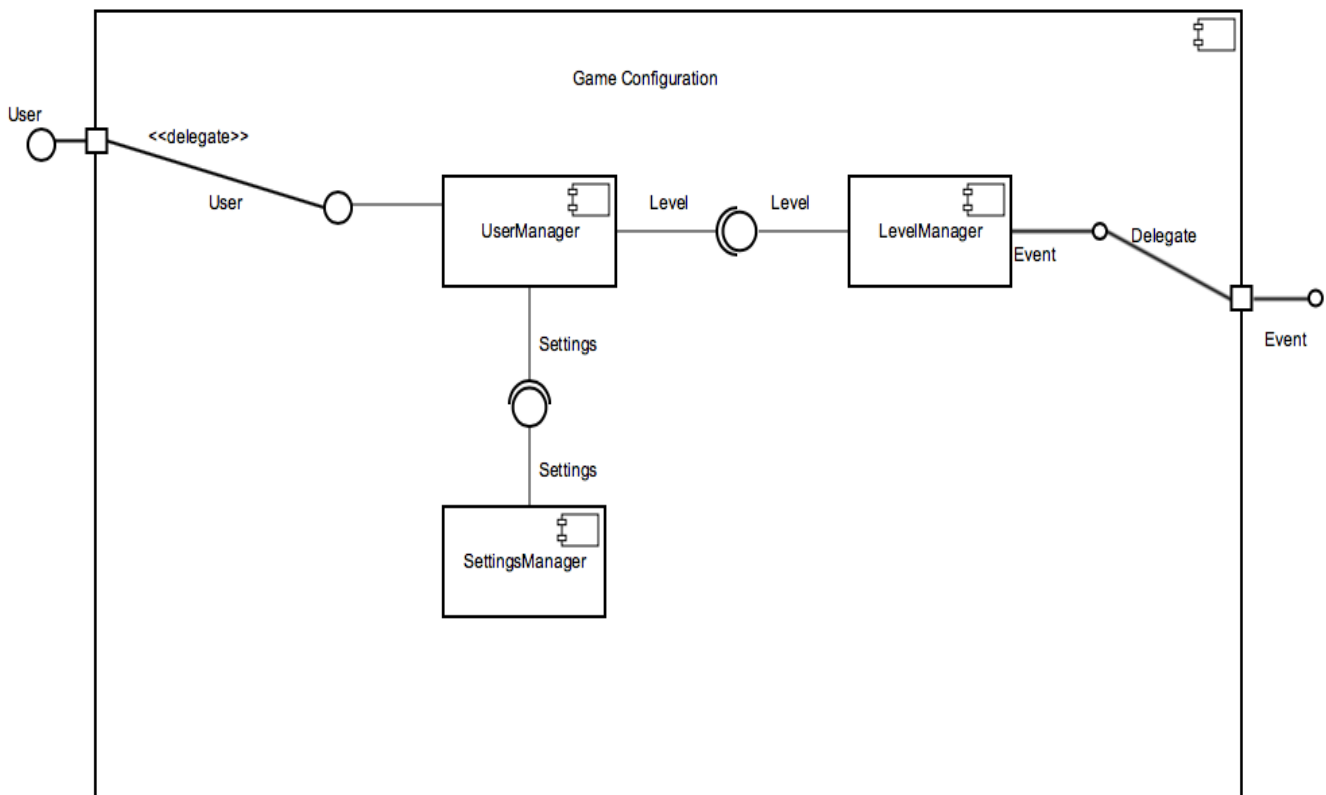 Game Configuration
User
<<delegate>>
User
UserManager
Level
Level
LevelManager
Event
Delegate
Event
Settings
Settings
SettingsManager